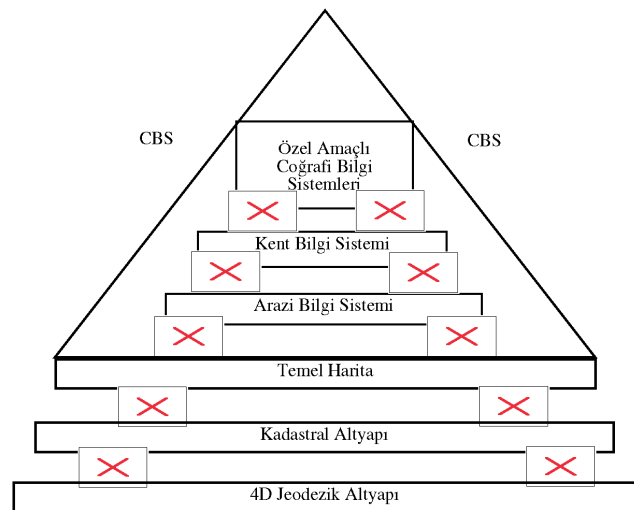 CBS
CBS
Özel Amaçlı
Coğrafi Bilgi
Sistemleri
Kent Bilgi Sistemi
Arazi Bilgi Sistemi
Temel Harita
Kadastral Altyapı
4D Jeodezik Altyapı